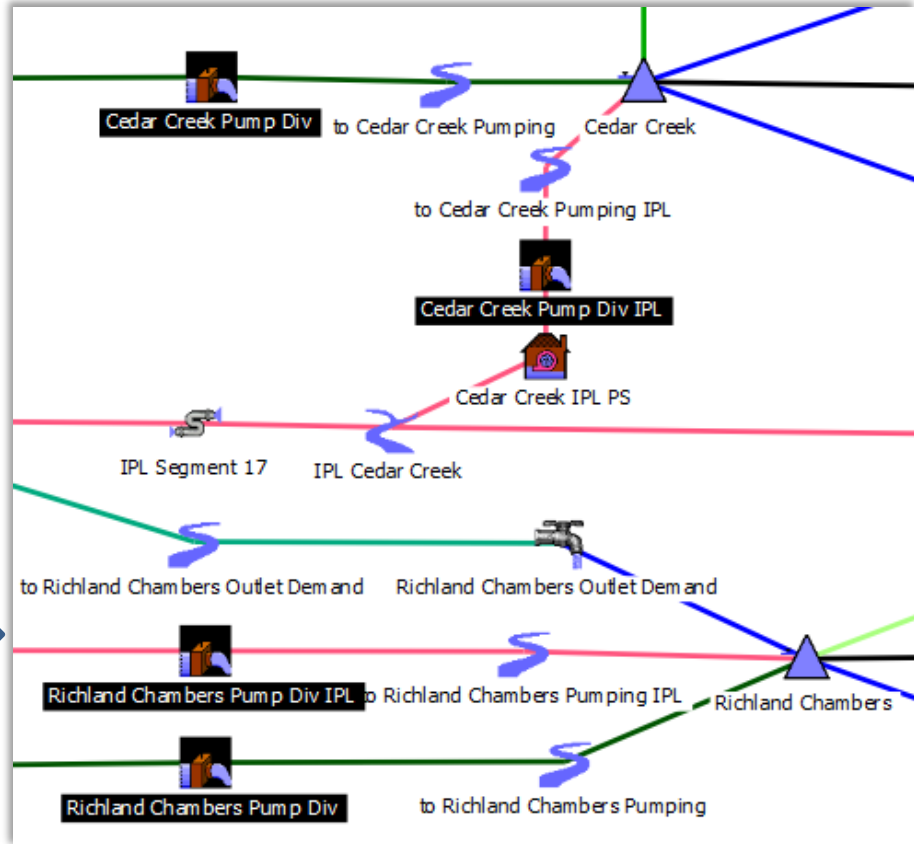 Cedar Creek Pump Div
to Cedar Creek Pumping
Cedar Creek
to Cedar Creek Pumping IPL
Cedar Creek Pump Div IPL
Cedar Creek IPL PS
IPL Segment 17
IPL Cedar Creek
to Richland Chambers Outlet Demand
Richland Chambers Outlet Demand
Richland Chambers Pump Div IPL
to Richland Chambers Pumping IPL
Richland Chambers
Richland Chambers Pump Div
to Richland Chambers Pumping